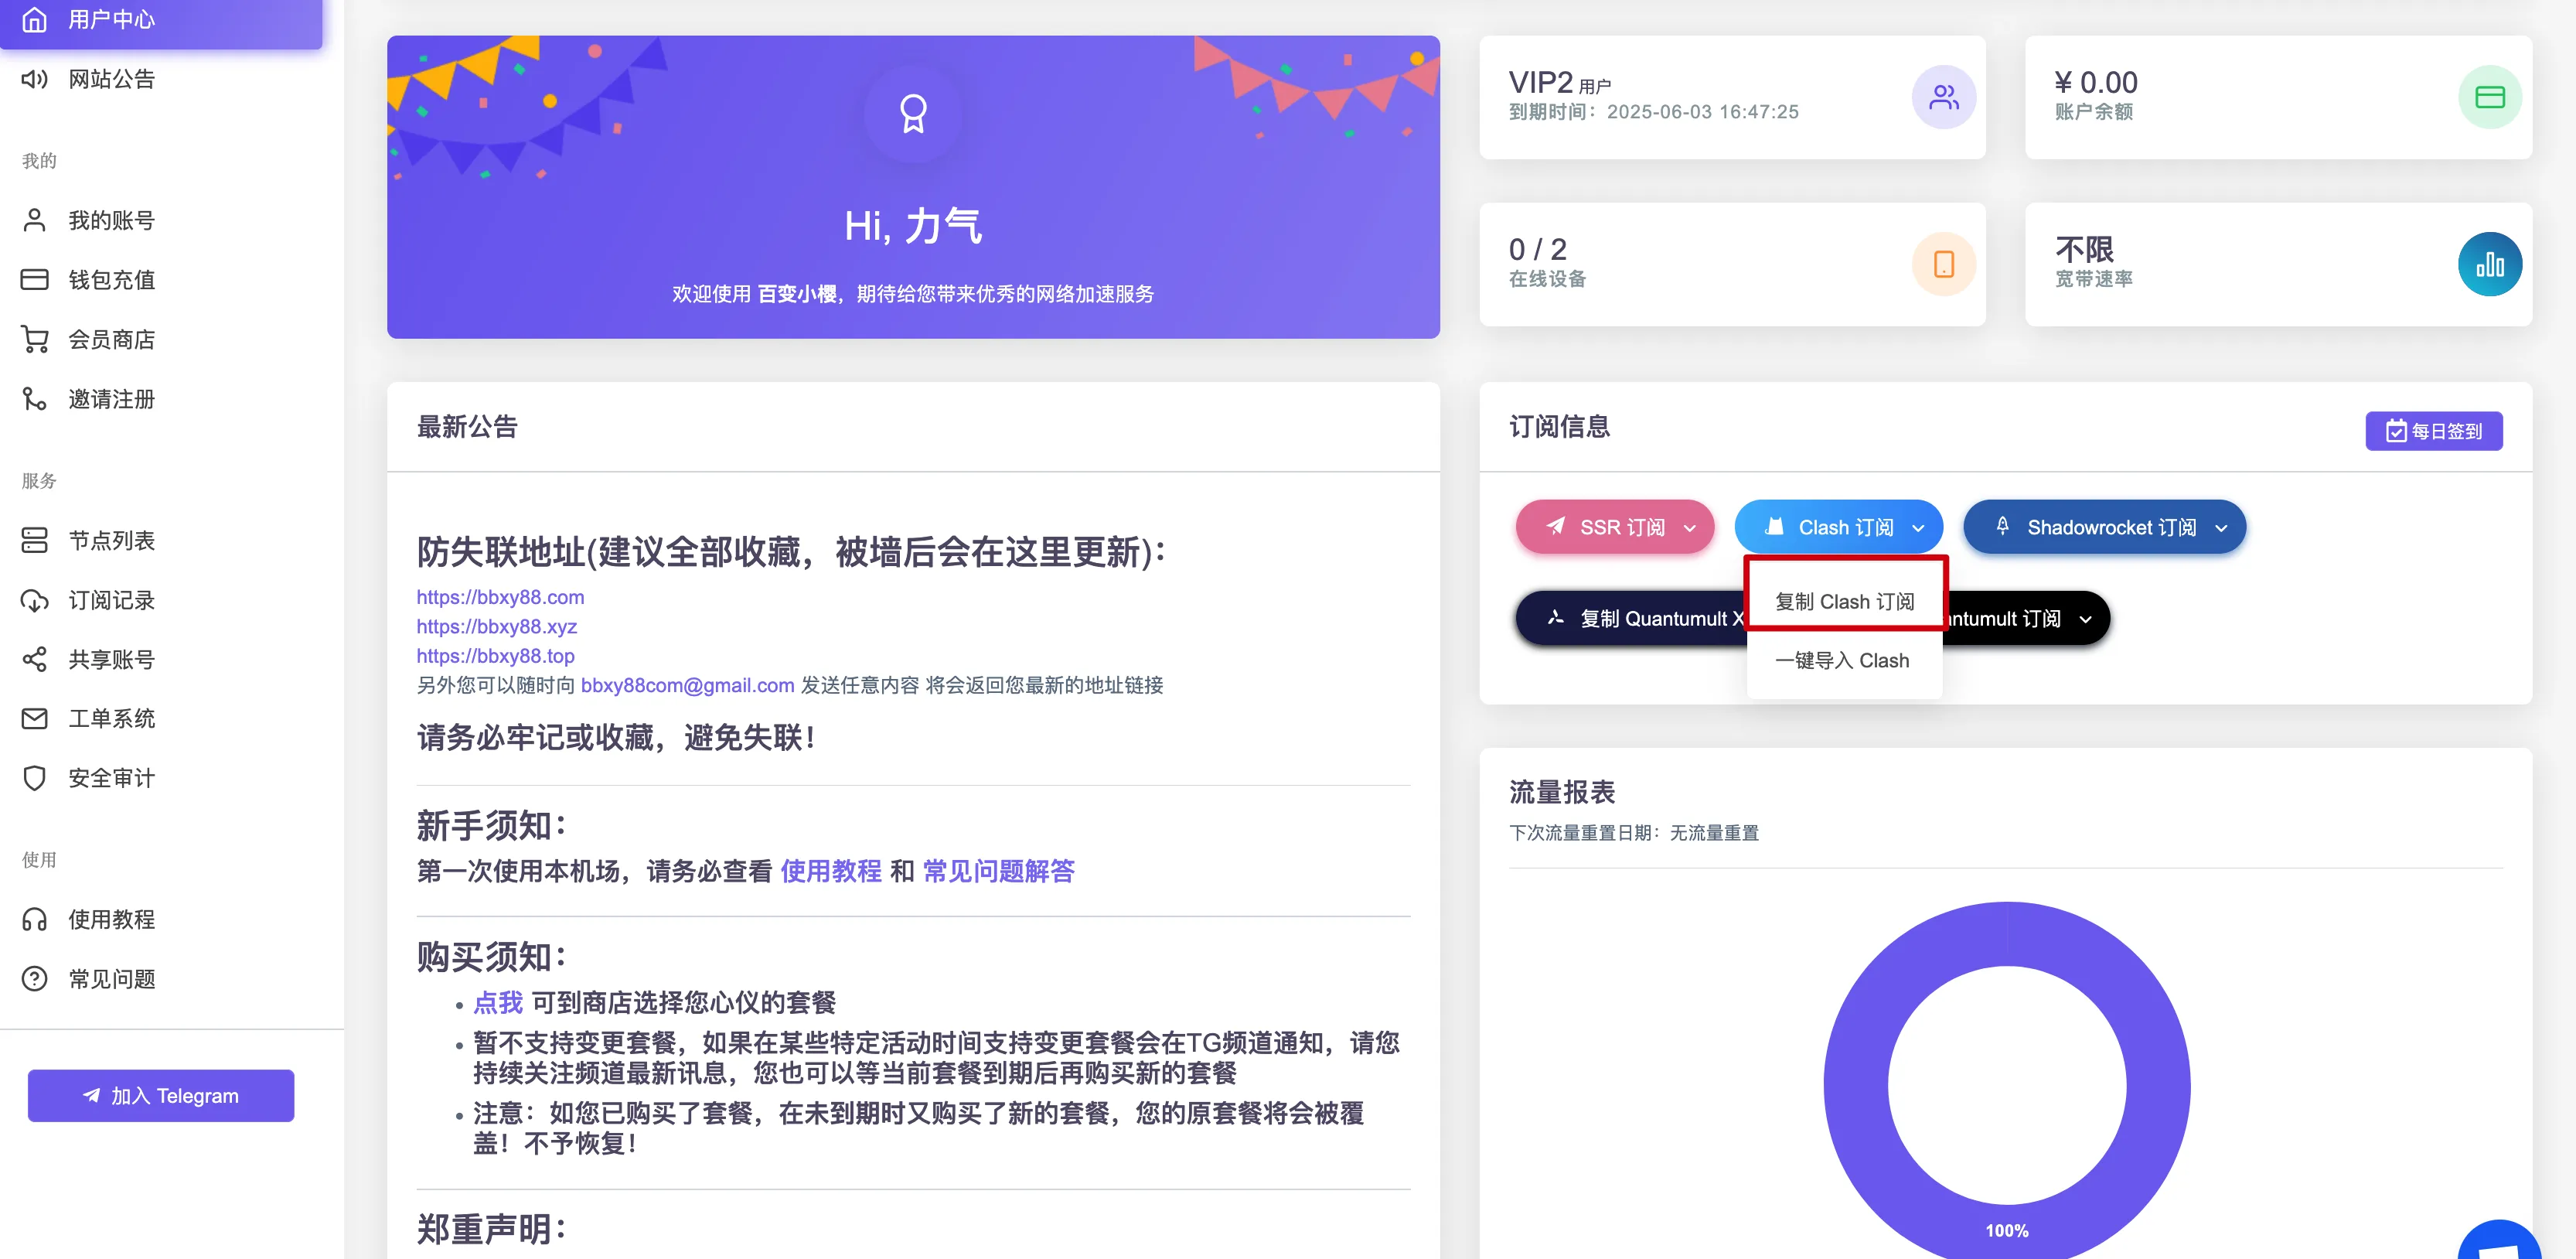 用户中心
网站公告
我的
我的账号
钱包充值
会员商店
邀请注册
服务
节点列表
订阅记录
共享账号
工单系统
安全审计
使用
使用教程
常见问题
加入 Telegram
Hi, 力气
欢迎使用 百变小樱，期待给您带来优秀的网络加速服务
VIP2 用户
到期时间：2025-06-03 16:47:25
¥ 0.00
账户余额
0 / 2
在线设备
不限
宽带速率
最新公告
防失联地址(建议全部收藏，被墙后会在这里更新)：
https://bbxy88.com
https://bbxy88.xyz
https://bbxy88.top
另外您可以随时向 bbxy88com@gmail.com 发送任意内容 将会返回您最新的地址链接
请务必牢记或收藏，避免失联！
新手须知：
第一次使用本机场，请务必查看 使用教程 和 常见问题解答
购买须知：
• 点我 可到商店选择您心仪的套餐
• 暂不支持变更套餐，如果在某些特定活动时间支持变更套餐会在TG频道通知，请您
持续关注频道最新讯息，您也可以等当前套餐到期后再购买新的套餐
• 注意：如您已购买了套餐，在未到期时又购买了新的套餐，您的原套餐将会被覆
盖！不予恢复！
郑重声明：
订阅信息
每日签到
SSR 订阅
Clash 订阅
Shadowrocket 订阅
复制 Quantumult X
ntumult 订阅
复制 Clash 订阅
一键导入 Clash
流量报表
下次流量重置日期：无流量重置
100%